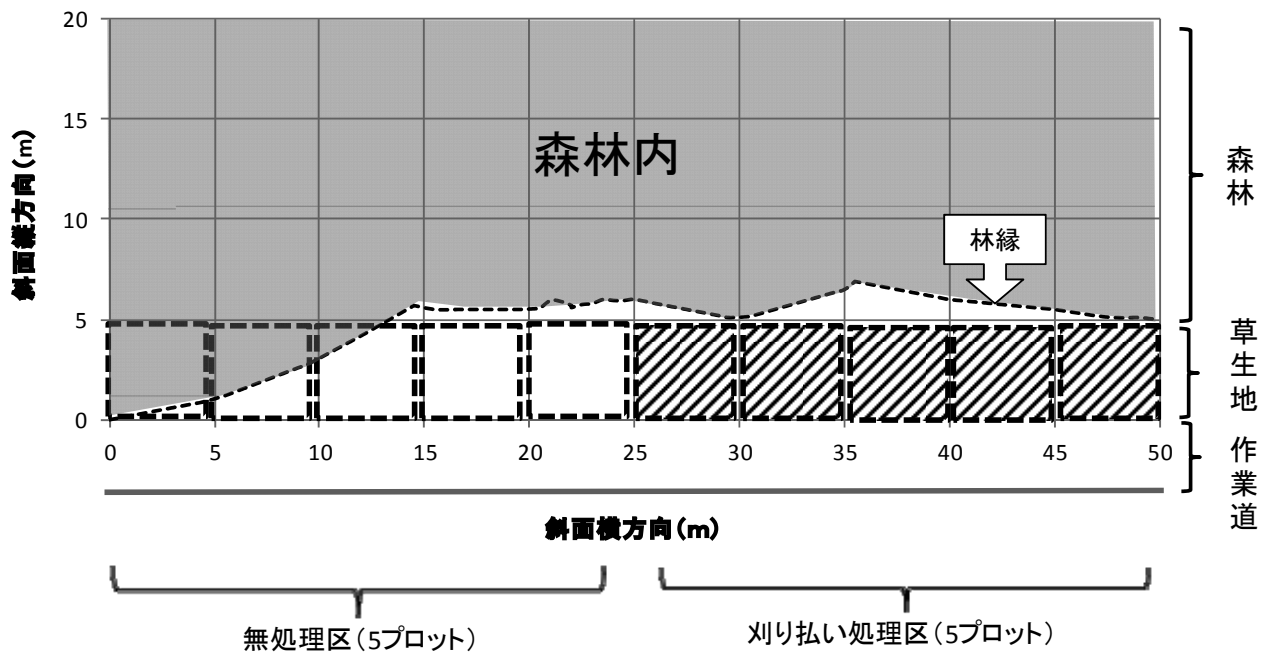 20
15
10
5
0
斜面縦方向(m)
森林内
林縁
森林
草生地
作業道
0 5 10 15 20 25 30 35 40 45 50
斜面横方向(m)
無処理区(5プロット)
刈り払い処理区(5プロット)